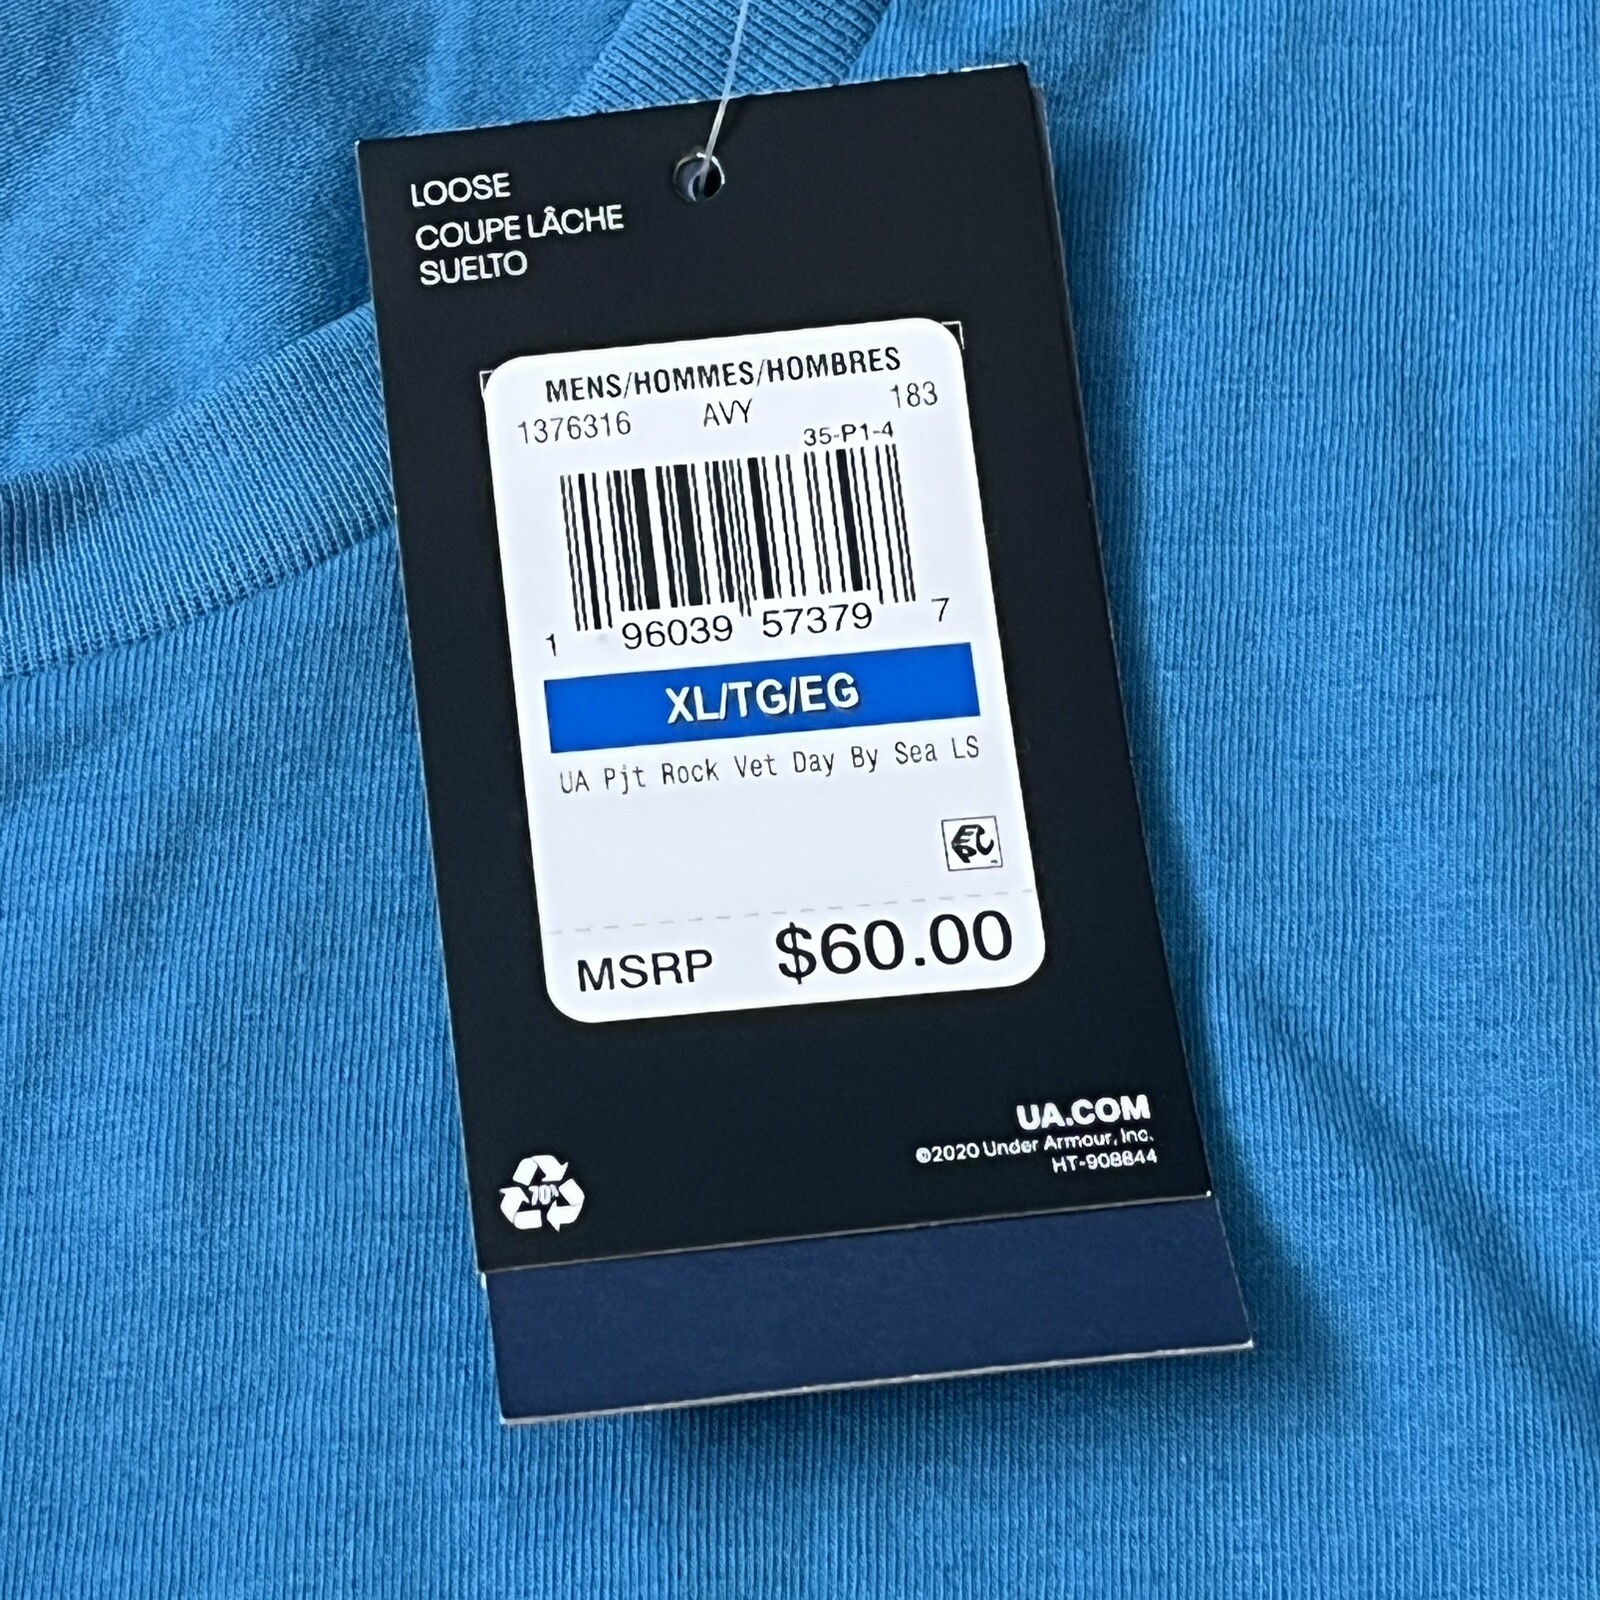 LOOSE
COUPE LÂCHE
SUELTO
MENS/HOMMES/HOMBRES
1376316 AVY 183
35-P1-4
1 96039 57379 7
XL/TG/EG
UA Pjt Rock Vet Day By Sea LS
EPC
MSRP $60.00
UA.COM
©2020 Under Armour, Inc.
HT-908844
70%